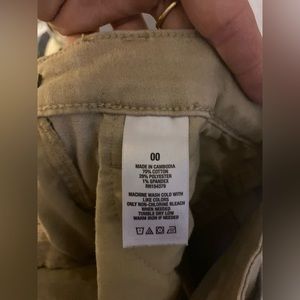 00
MADE IN CAMBODIA
70% COTTON
29% POLYESTER
1% SPANDEX
MACHINE WASH COLD WITH
LIKE COLORS
ONLY NON-CHLORINE BLEACH
WHEN NEEDED
TUMBLE DRY LOW
WARM IRON IF NEEDED